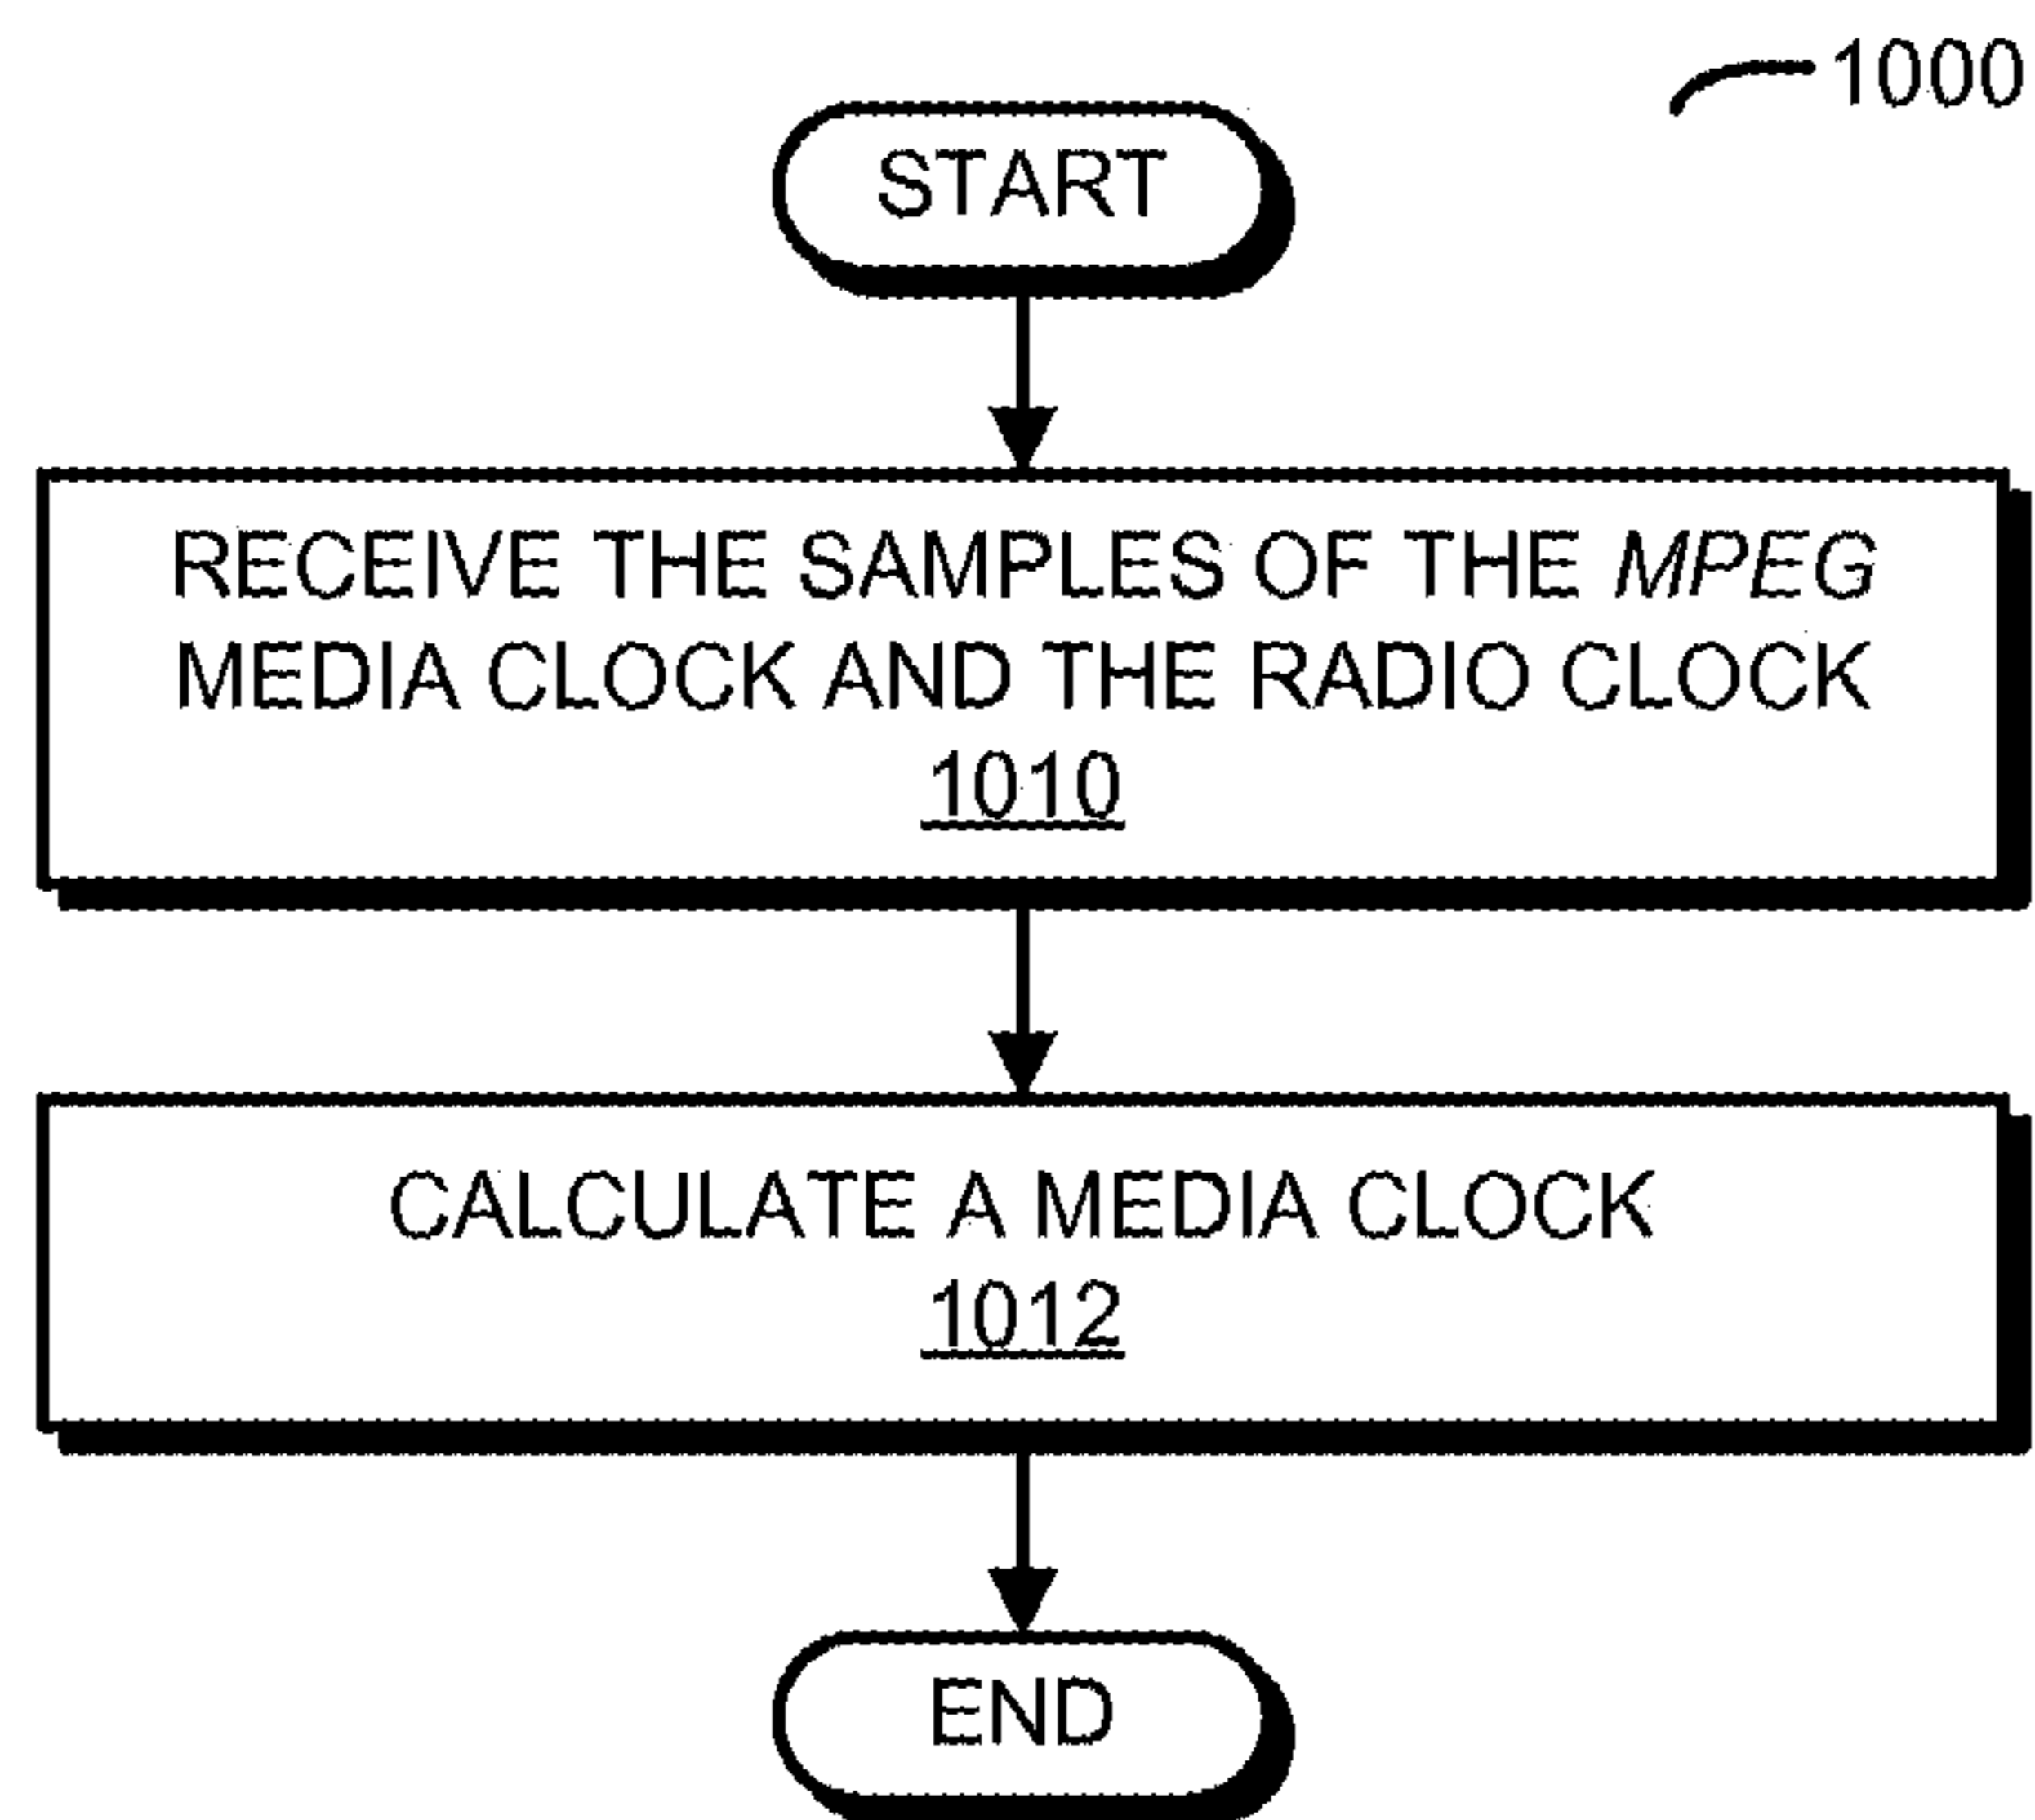 1000
START
RECEIVE THE SAMPLES OF THE MPEG
MEDIA CLOCK AND THE RADIO CLOCK
1010
CALCULATE A MEDIA CLOCK
1012
END